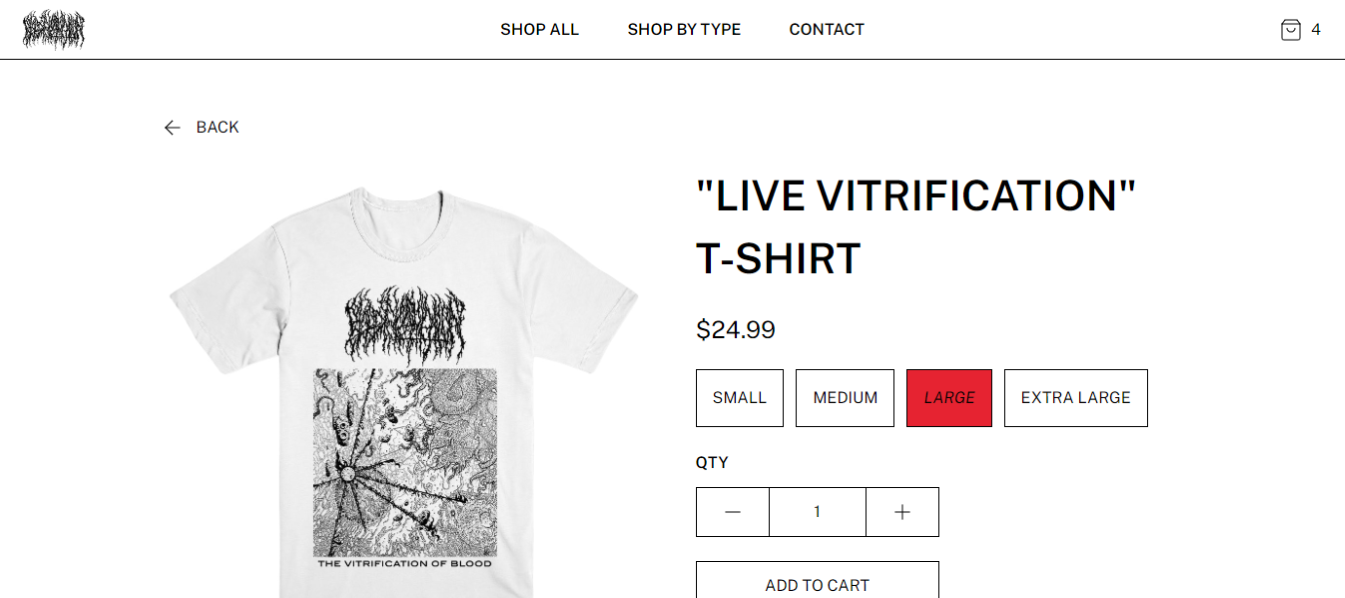 SHOP ALL SHOP BY TYPE CONTACT 4
BACK
"LIVE VITRIFICATION"
T-SHIRT
$24.99
SMALL MEDIUM LARGE EXTRA LARGE
QTY
1
THE VITRIFICATION OF BLOOD
ADD TO CART